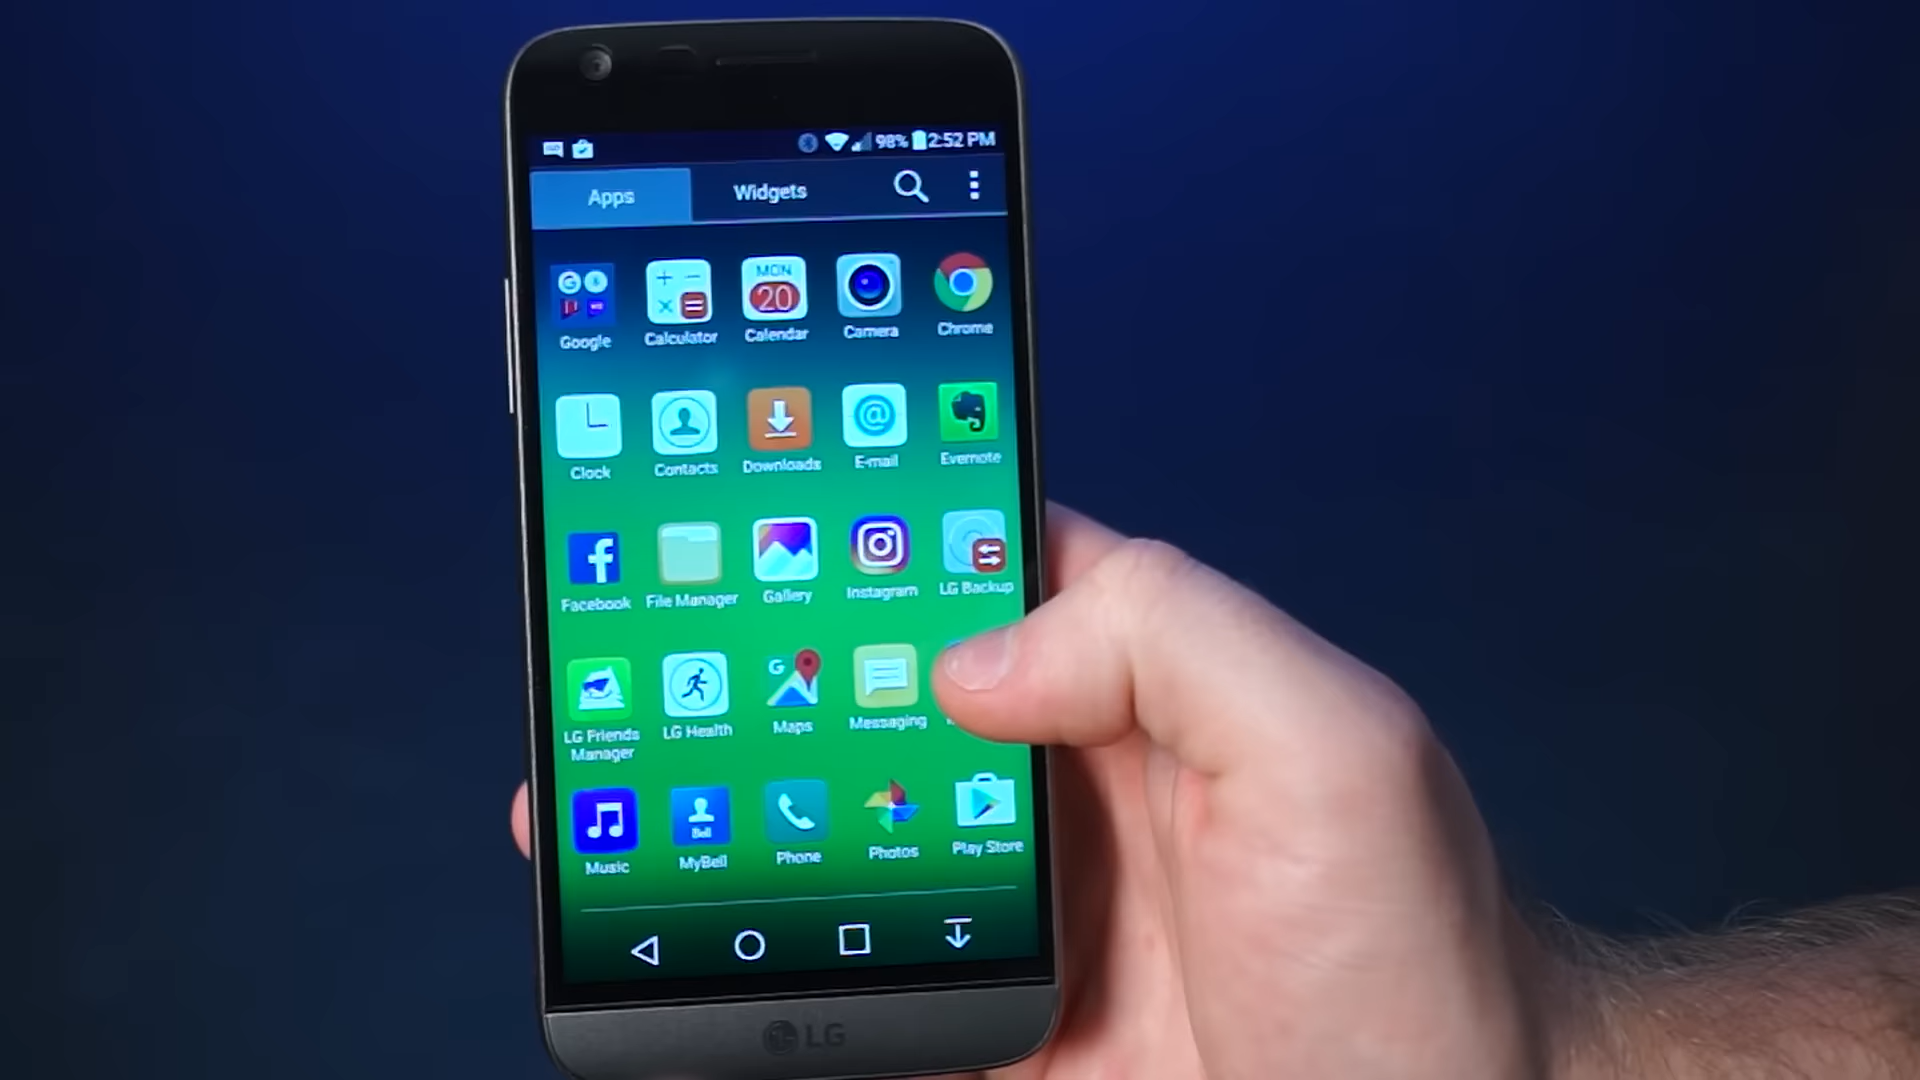 98% 2:52 PM
Apps Widgets
MON
20
Google Calculator Calendar Camera Chrome
Clock Contacts Downloads E-mail Evernote
Facebook File Manager Gallery Instagram LG Backup
G
LG Friends Manager LG Health Maps Messaging
Bell
Music MyBell Phone Photos Play Store
LG